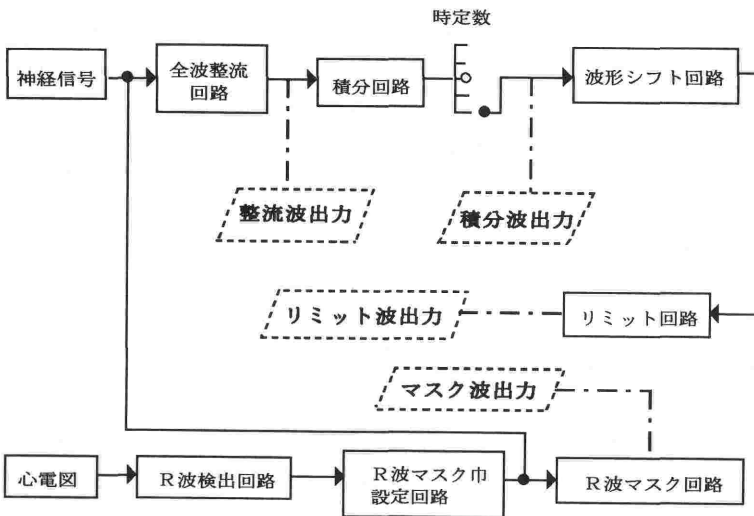 時定数
神経信号
全波整流
回路
積分回路
波形シフト回路
整流波出力
積分波出力
リミット波出力
リミット回路
マスク波出力
心電図
R波検出回路
R波マスク巾
設定回路
R波マスク回路